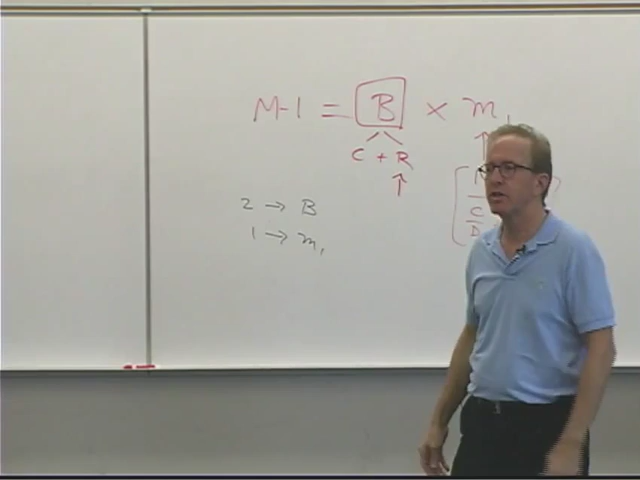 M-1 = B × m₁
C + R
2 → B
1 → m₁
C
D